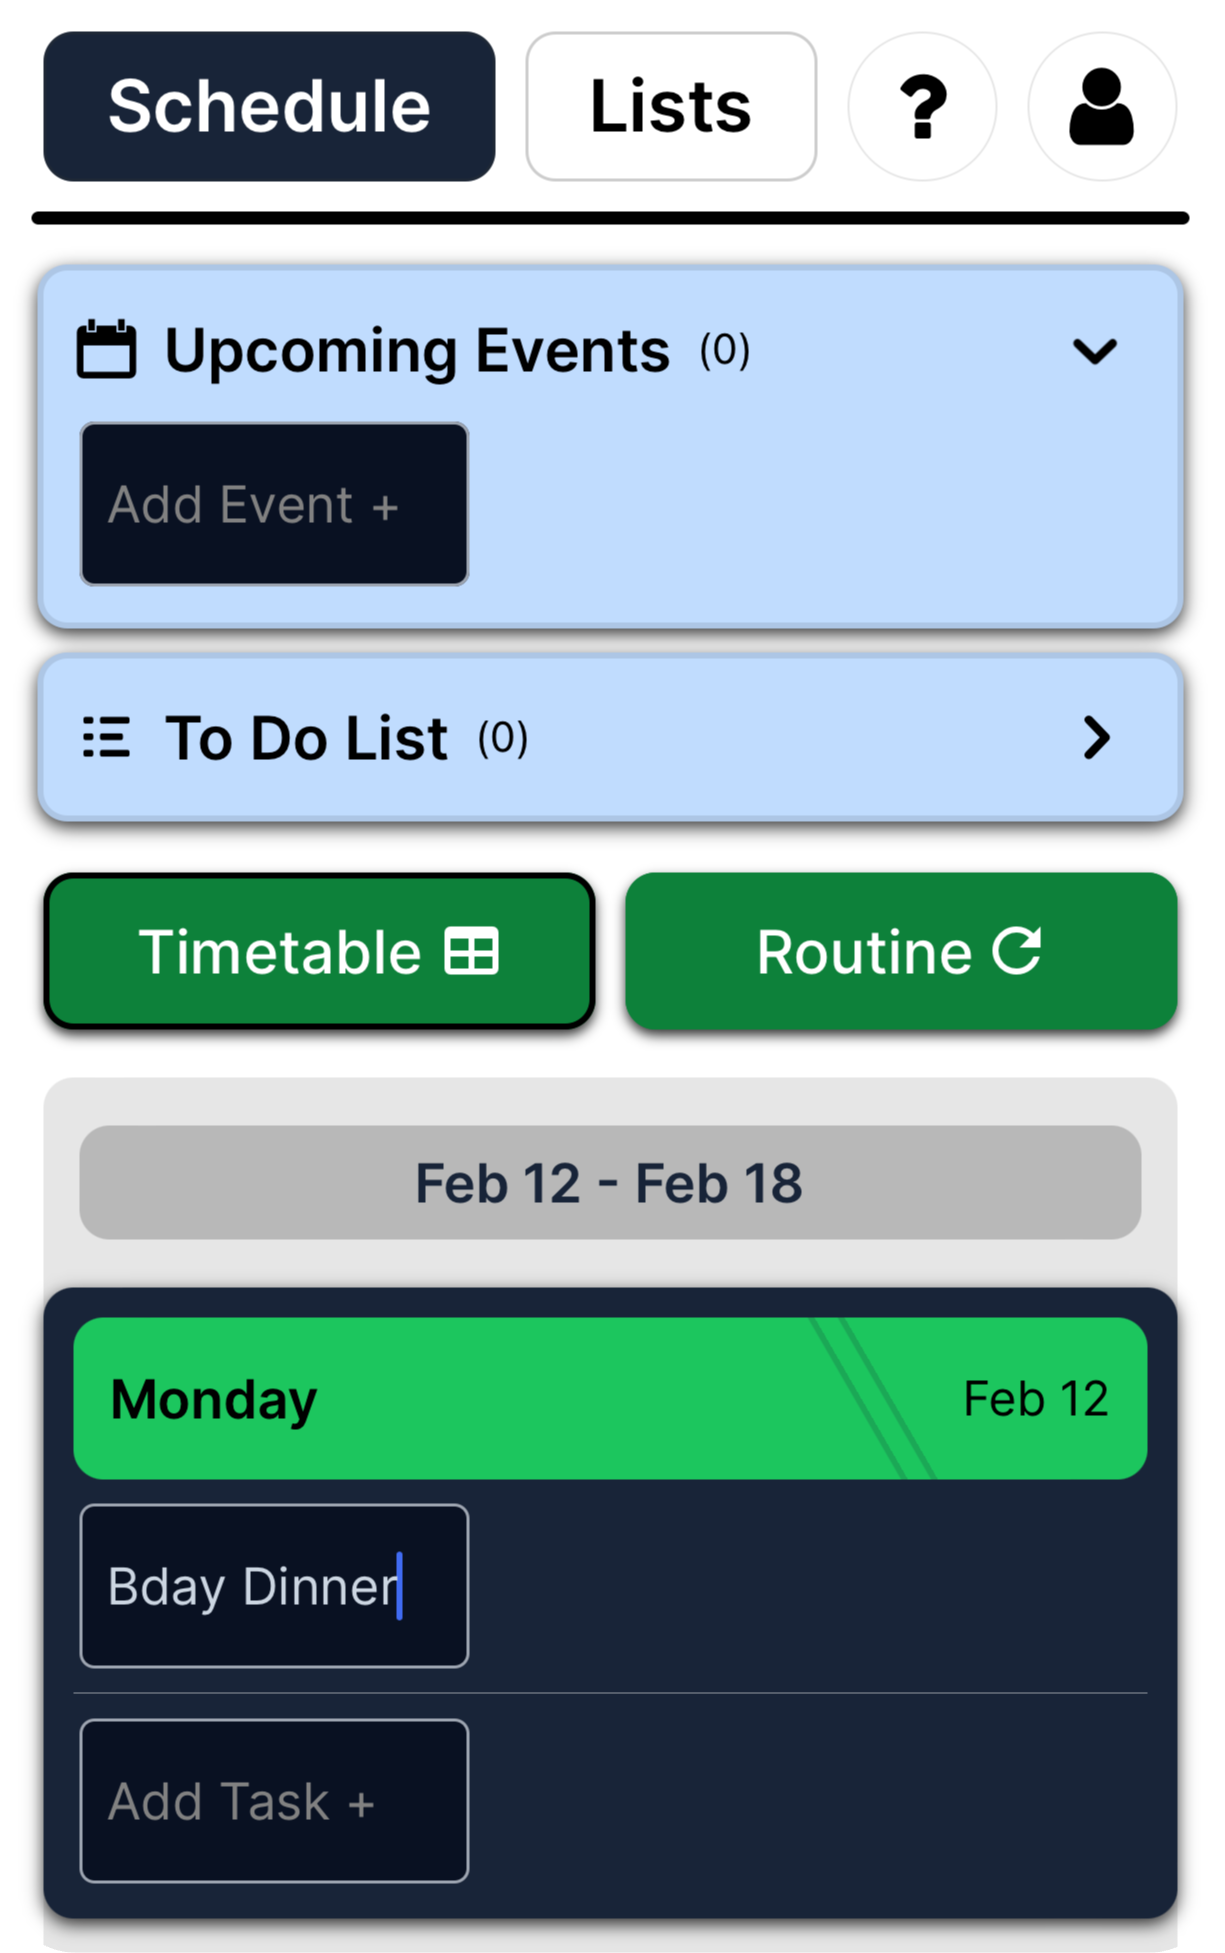 Schedule Lists ?
Upcoming Events (0)
Add Event +
To Do List (0)
Timetable Routine
Feb 12 - Feb 18
Monday Feb 12
Bday Dinner
Add Task +